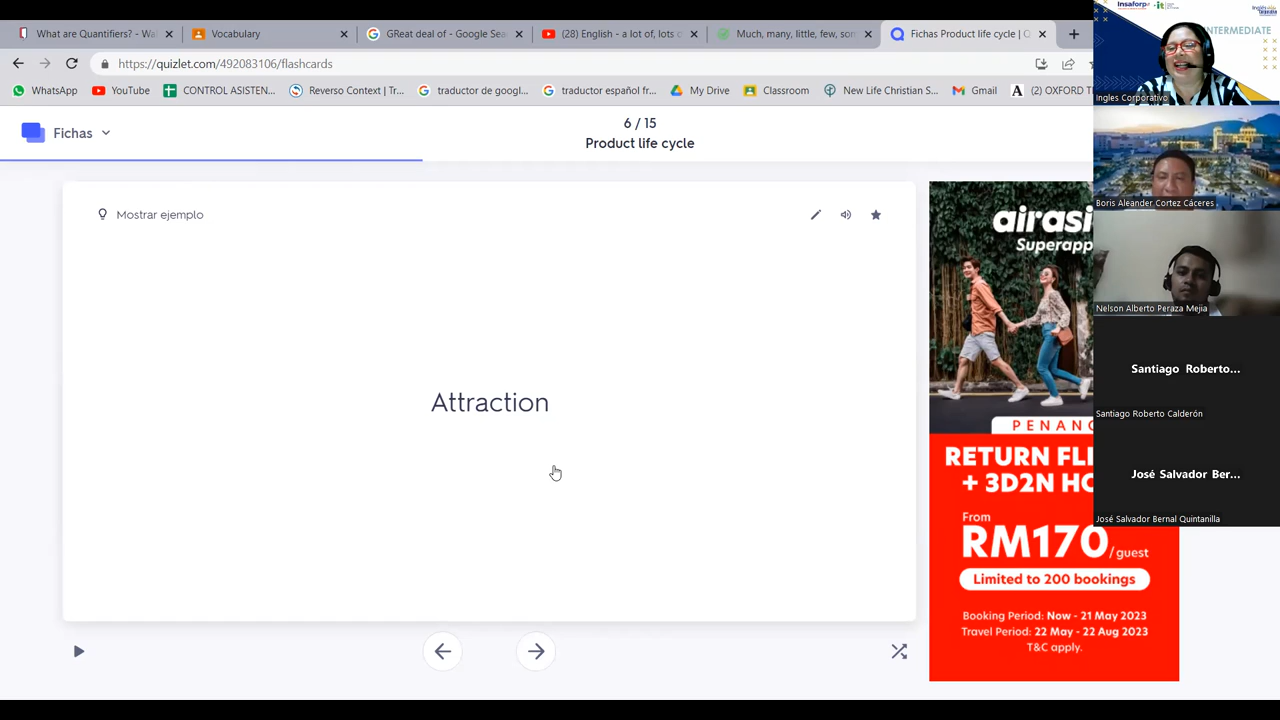 What are Quantifiers? - Wal
Vocabulary
GReat deal of - Google
(28) English - a lot of, lots o
Much, many, little, few, som
Fichas Product life cycle | Q
https://quizlet.com/492083106/flashcards
WhatsApp
YouTube
CONTROL ASISTEN...
Reverso Context | Tr...
traductor de googl...
traductor español fr...
My Drive
Classroom
New Life Christian S...
Gmail
(2) OXFORD T
Fichas
6 / 15
Product life cycle
Mostrar ejemplo
Attraction
airasi
Superapp
PENANG
RETURN FLI
+ 3D2N HO
From
RM170/guest
Limited to 200 bookings
Booking Period: Now - 21 May 2023
Travel Period: 22 May - 22 Aug 2023
T&C apply.
Insaforp
INTERMEDIATE
Ingles Corporativo
Boris Aleander Cortez Cáceres
Nelson Alberto Peraza Mejia
Santiago Roberto...
Santiago Roberto Calderón
José Salvador Ber...
José Salvador Bernal Quintanilla